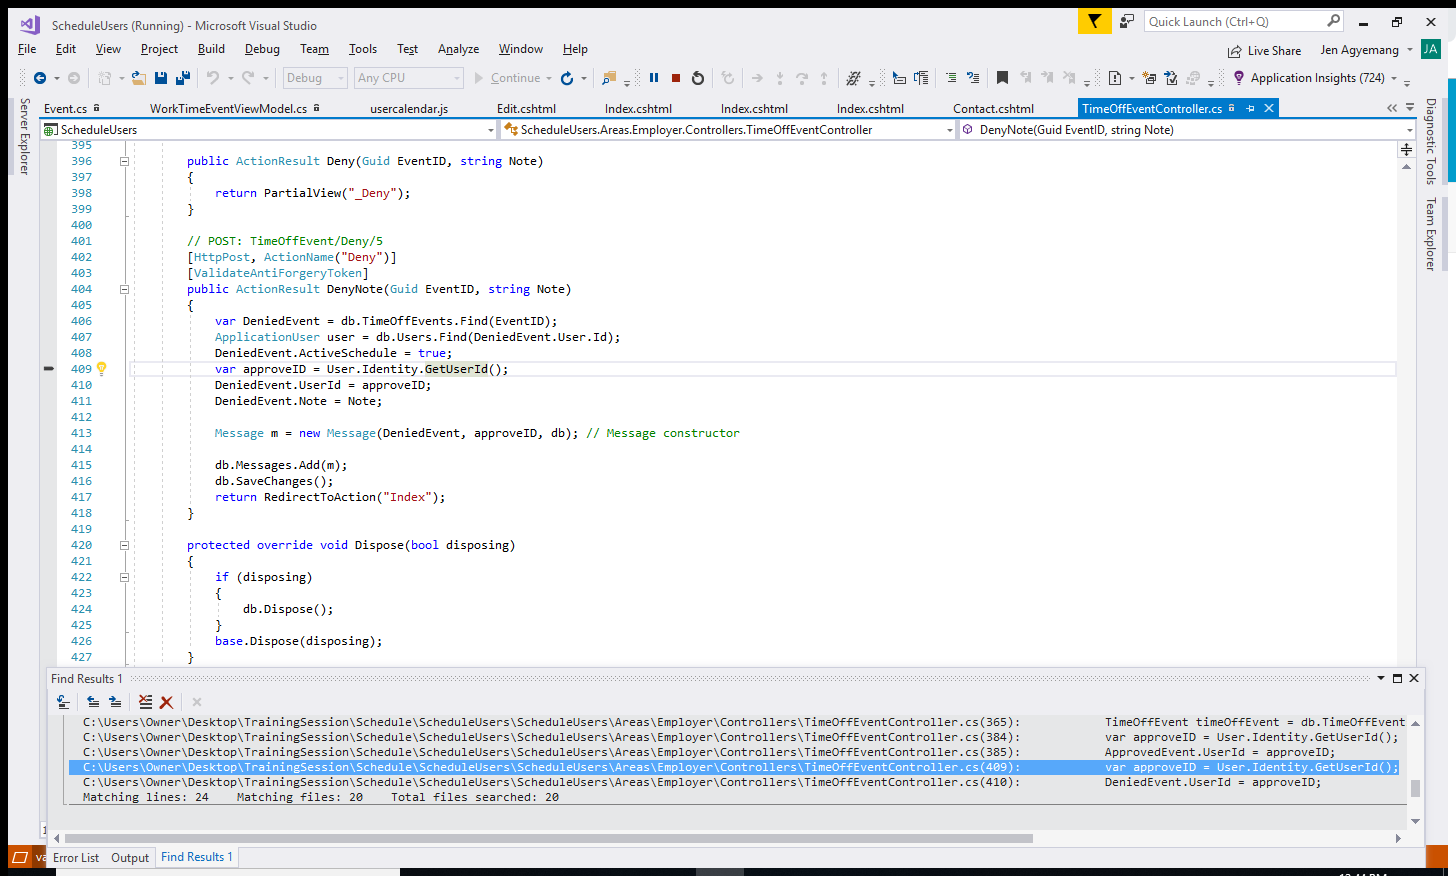 ScheduleUsers (Running) - Microsoft Visual Studio
Quick Launch (Ctrl+Q)
File Edit View Project Build Debug Team Tools Test Analyze Window Help
Live Share Jen Agyemang JA
Debug Any CPU Continue Application Insights (724)
Server Explorer
Event.cs WorkTimeEventViewModel.cs usercalendar.js Edit.cshtml Index.cshtml Index.cshtml Index.cshtml Contact.cshtml TimeOffEventController.cs
ScheduleUsers ScheduleUsers.Areas.Employer.Controllers.TimeOffEventController DenyNote(Guid EventID, string Note)
Diagnostic Tools
Team Explorer
395
396 public ActionResult Deny(Guid EventID, string Note)
397 {
398 return PartialView("_Deny");
399 }
400
401 // POST: TimeOffEvent/Deny/5
402 [HttpPost, ActionName("Deny")]
403 [ValidateAntiForgeryToken]
404 public ActionResult DenyNote(Guid EventID, string Note)
405 {
406 var DeniedEvent = db.TimeOffEvents.Find(EventID);
407 ApplicationUser user = db.Users.Find(DeniedEvent.User.Id);
408 DeniedEvent.ActiveSchedule = true;
409 var approveID = User.Identity.GetUserId();
410 DeniedEvent.UserId = approveID;
411 DeniedEvent.Note = Note;
412
413 Message m = new Message(DeniedEvent, approveID, db); // Message constructor
414
415 db.Messages.Add(m);
416 db.SaveChanges();
417 return RedirectToAction("Index");
418 }
419
420 protected override void Dispose(bool disposing)
421 {
422 if (disposing)
423 {
424 db.Dispose();
425 }
426 base.Dispose(disposing);
427 }
Find Results 1
C:\Users\Owner\Desktop\TrainingSession\Schedule\ScheduleUsers\ScheduleUsers\Areas\Employer\Controllers\TimeOffEventController.cs(365): TimeOffEvent timeOffEvent = db.TimeOffEvent
C:\Users\Owner\Desktop\TrainingSession\Schedule\ScheduleUsers\ScheduleUsers\Areas\Employer\Controllers\TimeOffEventController.cs(384): var approveID = User.Identity.GetUserId();
C:\Users\Owner\Desktop\TrainingSession\Schedule\ScheduleUsers\ScheduleUsers\Areas\Employer\Controllers\TimeOffEventController.cs(385): ApprovedEvent.UserId = approveID;
C:\Users\Owner\Desktop\TrainingSession\Schedule\ScheduleUsers\ScheduleUsers\Areas\Employer\Controllers\TimeOffEventController.cs(409): var approveID = User.Identity.GetUserId();
C:\Users\Owner\Desktop\TrainingSession\Schedule\ScheduleUsers\ScheduleUsers\Areas\Employer\Controllers\TimeOffEventController.cs(410): DeniedEvent.UserId = approveID;
Matching lines: 24 Matching files: 20 Total files searched: 20
Error List Output Find Results 1